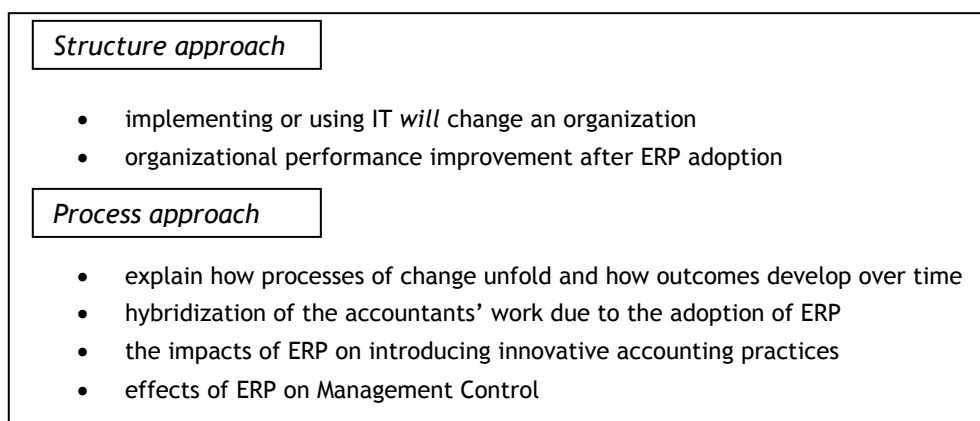 Structure approach
• implementing or using IT will change an organization
• organizational performance improvement after ERP adoption
Process approach
• explain how processes of change unfold and how outcomes develop over time
• hybridization of the accountants’ work due to the adoption of ERP
• the impacts of ERP on introducing innovative accounting practices
• effects of ERP on Management Control